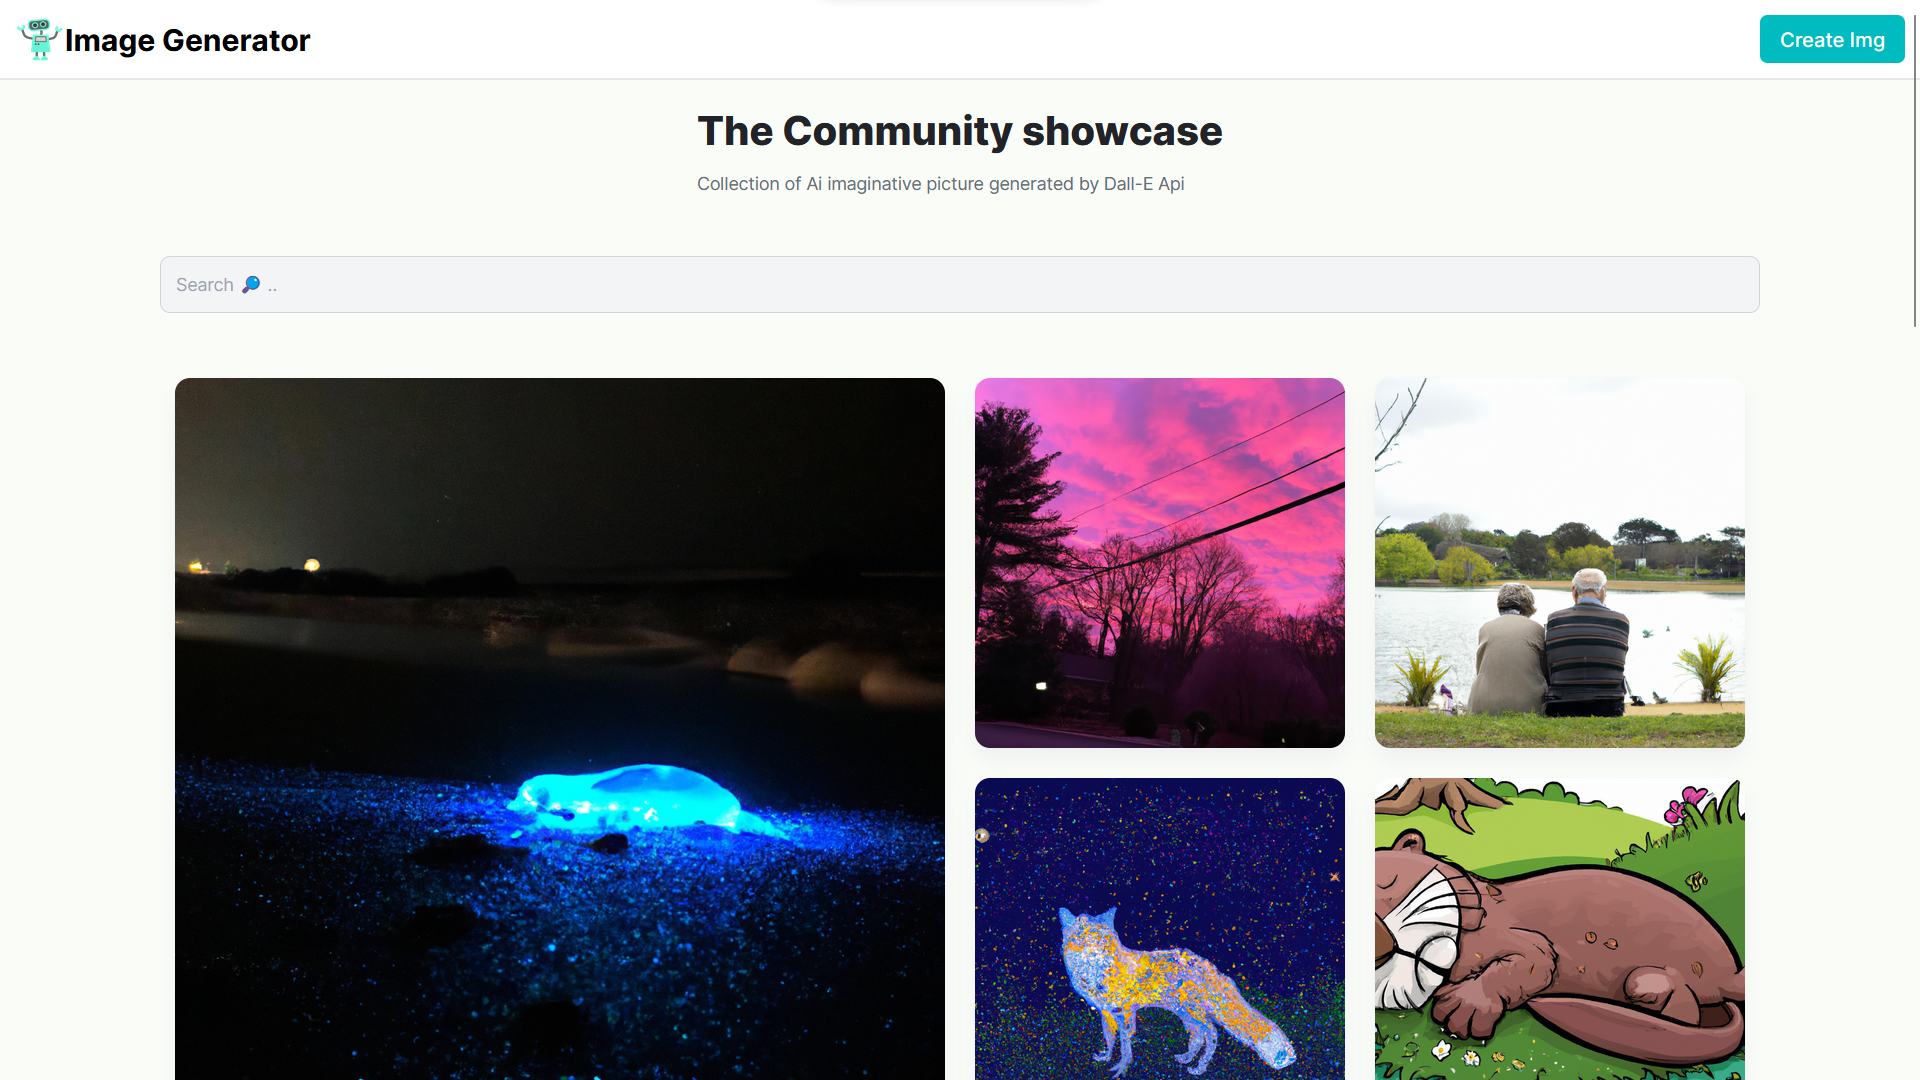 Image Generator
Create Img
The Community showcase
Collection of Ai imaginative picture generated by Dall-E Api
Search 🔎 ..